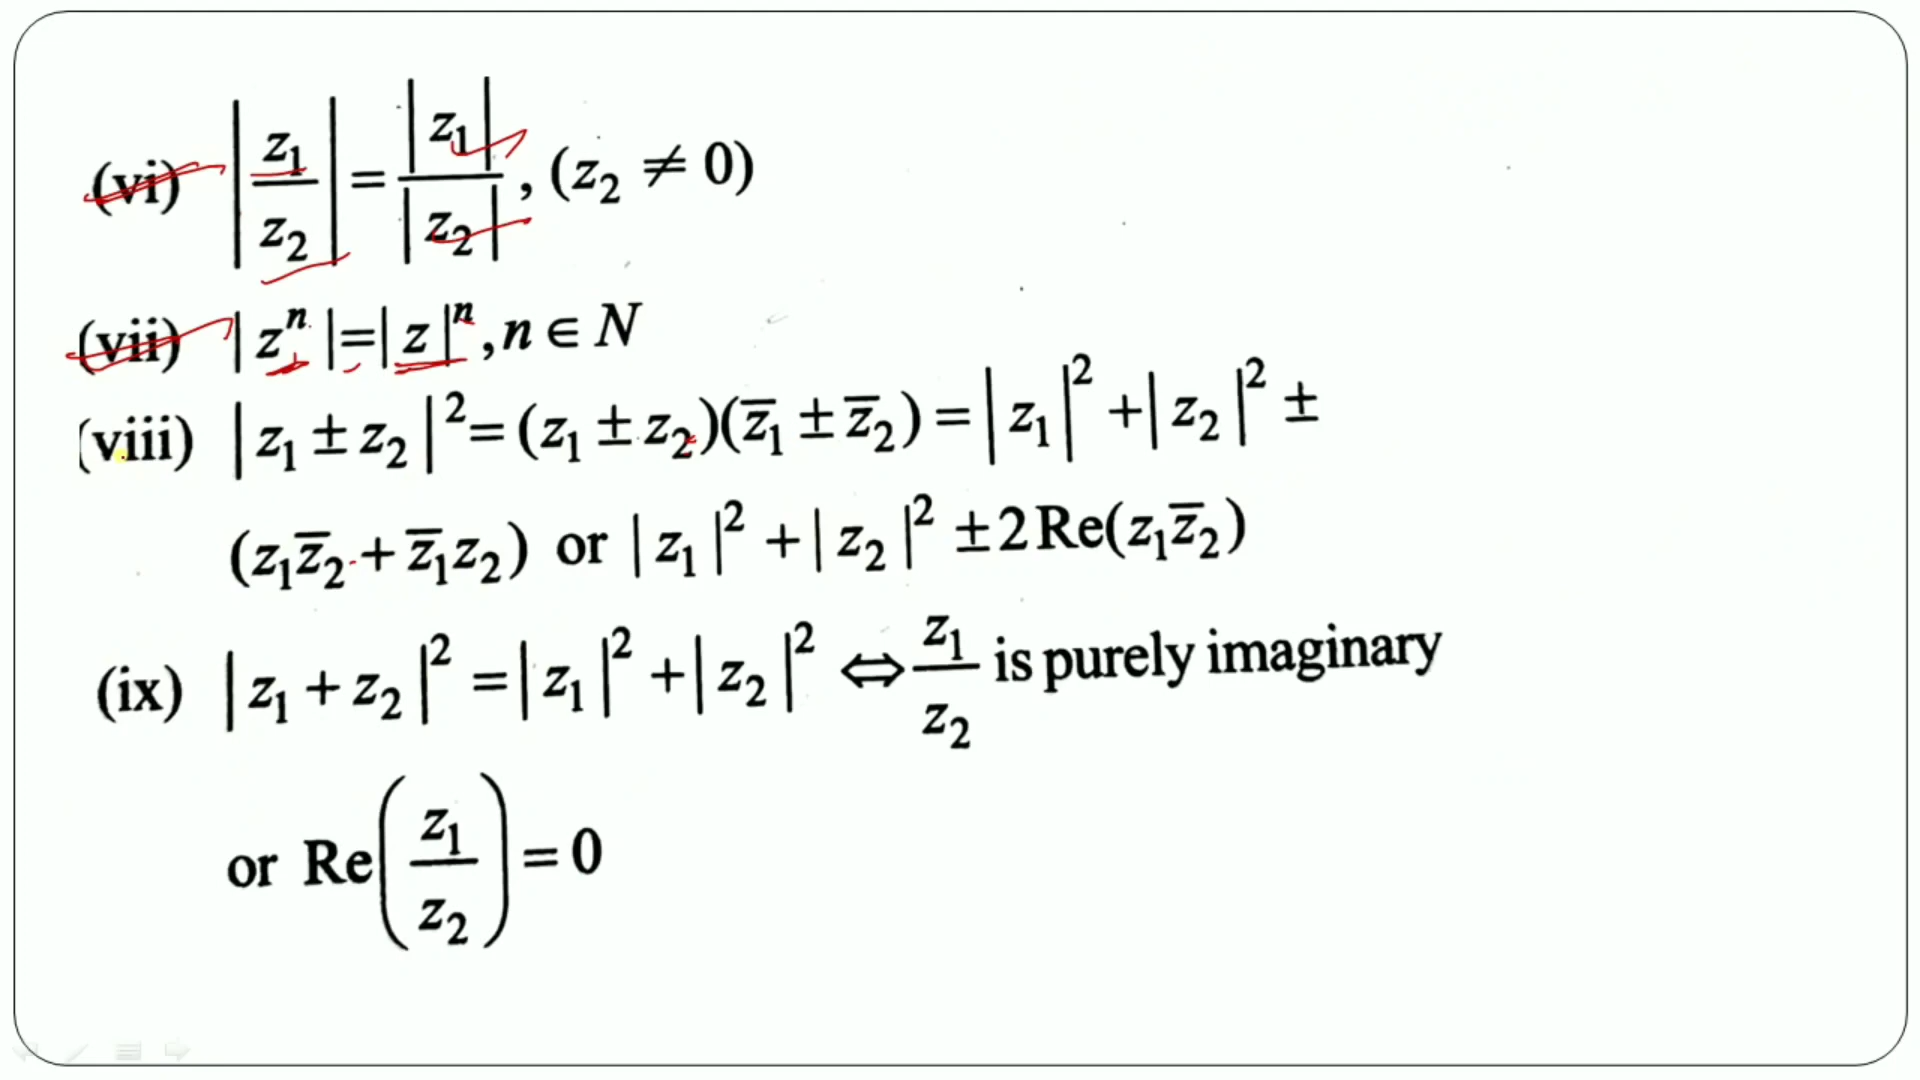 (vi) | z₁/z₂ | = |z₁|/|z₂| , (z₂ ≠ 0)
(vii) | zⁿ | = | z |ⁿ , n ∈ N
(viii) | z₁ ± z₂ |² = (z₁ ± z₂)(z̅₁ ± z̅₂) = | z₁ |² + | z₂ |² ±
(z₁z̅₂ + z̅₁z₂) or | z₁ |² + | z₂ |² ± 2 Re(z₁z̅₂)
(ix) | z₁ + z₂ |² = | z₁ |² + | z₂ |² ⇔ z₁/z₂ is purely imaginary
or Re(z₁/z₂) = 0